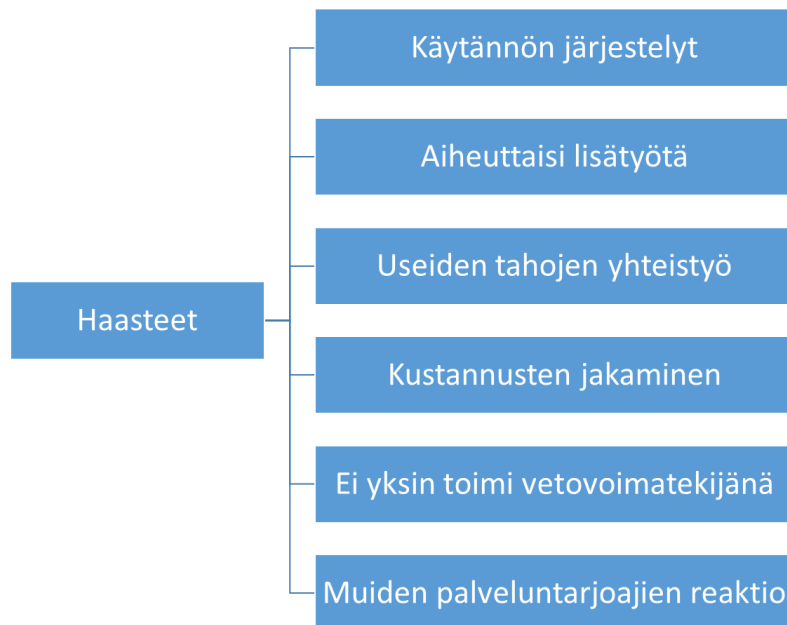 Haasteet
Käytännön järjestelyt
Aiheuttaisi lisätyötä
Useiden tahojen yhteistyö
Kustannusten jakaminen
Ei yksin toimi vetovoimatekijänä
Muiden palveluntarjoajien reaktio